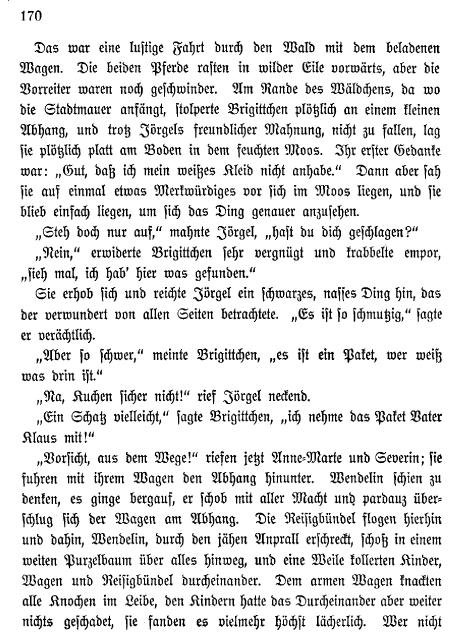 170
Das war eine lustige Fahrt durch den Wald mit dem beladenen
Wagen. Die beiden Pferde rasten in wilder Eile vorwärts, aber die
Vorreiter waren noch geschwinder. Am Rande des Wäldchens, da wo
die Stadtmauer anfängt, stolperte Brigittchen plötzlich an einem kleinen
Abhang, und trotz Jörgels freundlicher Mahnung, nicht zu fallen, lag
sie plötzlich platt am Boden in dem feuchten Moos. Ihr erster Gedanke
war: „Gut, daß ich mein weißes Kleid nicht anhabe.“ Dann aber sah
sie auf einmal etwas Merkwürdiges vor sich im Moos liegen, und sie
blieb einfach liegen, um sich das Ding genauer anzusehen.
„Steh doch nur auf,“ mahnte Jörgel, „hast du dich geschlagen?“
„Nein,“ erwiderte Brigittchen sehr vergnügt und krabbelte empor,
„sieh mal, ich hab' hier was gefunden.“
Sie erhob sich und reichte Jörgel ein schwarzes, nasses Ding hin, das
der verwundert von allen Seiten betrachtete. „Es ist so schmutzig,“ sagte
er verächtlich.
„Aber so schwer,“ meinte Brigittchen, „es ist ein Paket, wer weiß
was drin ist.“
„Na, Kuchen sicher nicht!“ rief Jörgel neckend.
„Ein Schatz vielleicht,“ sagte Brigittchen, „ich nehme das Paket Vater
Klaus mit!“
„Vorsicht, aus dem Wege!“ riefen jetzt Anne-Marte und Severin; sie
fuhren mit ihrem Wagen den Abhang hinunter. Wendelin schien zu
denken, es ginge bergauf, er schob mit aller Macht und pardauz über-
schlug sich der Wagen am Abhang. Die Reisigbündel flogen hierhin
und dahin, Wendelin, durch den jähen Anprall erschreckt, schoß in einem
weiten Purzelbaum über alles hinweg, und eine Weile kollerten Kinder,
Wagen und Reisigbündel durcheinander. Dem armen Wagen knackten
alle Knochen im Leibe, den Kindern hatte das Durcheinander aber weiter
nichts geschadet, sie fanden es vielmehr höchst lächerlich. Wer nicht